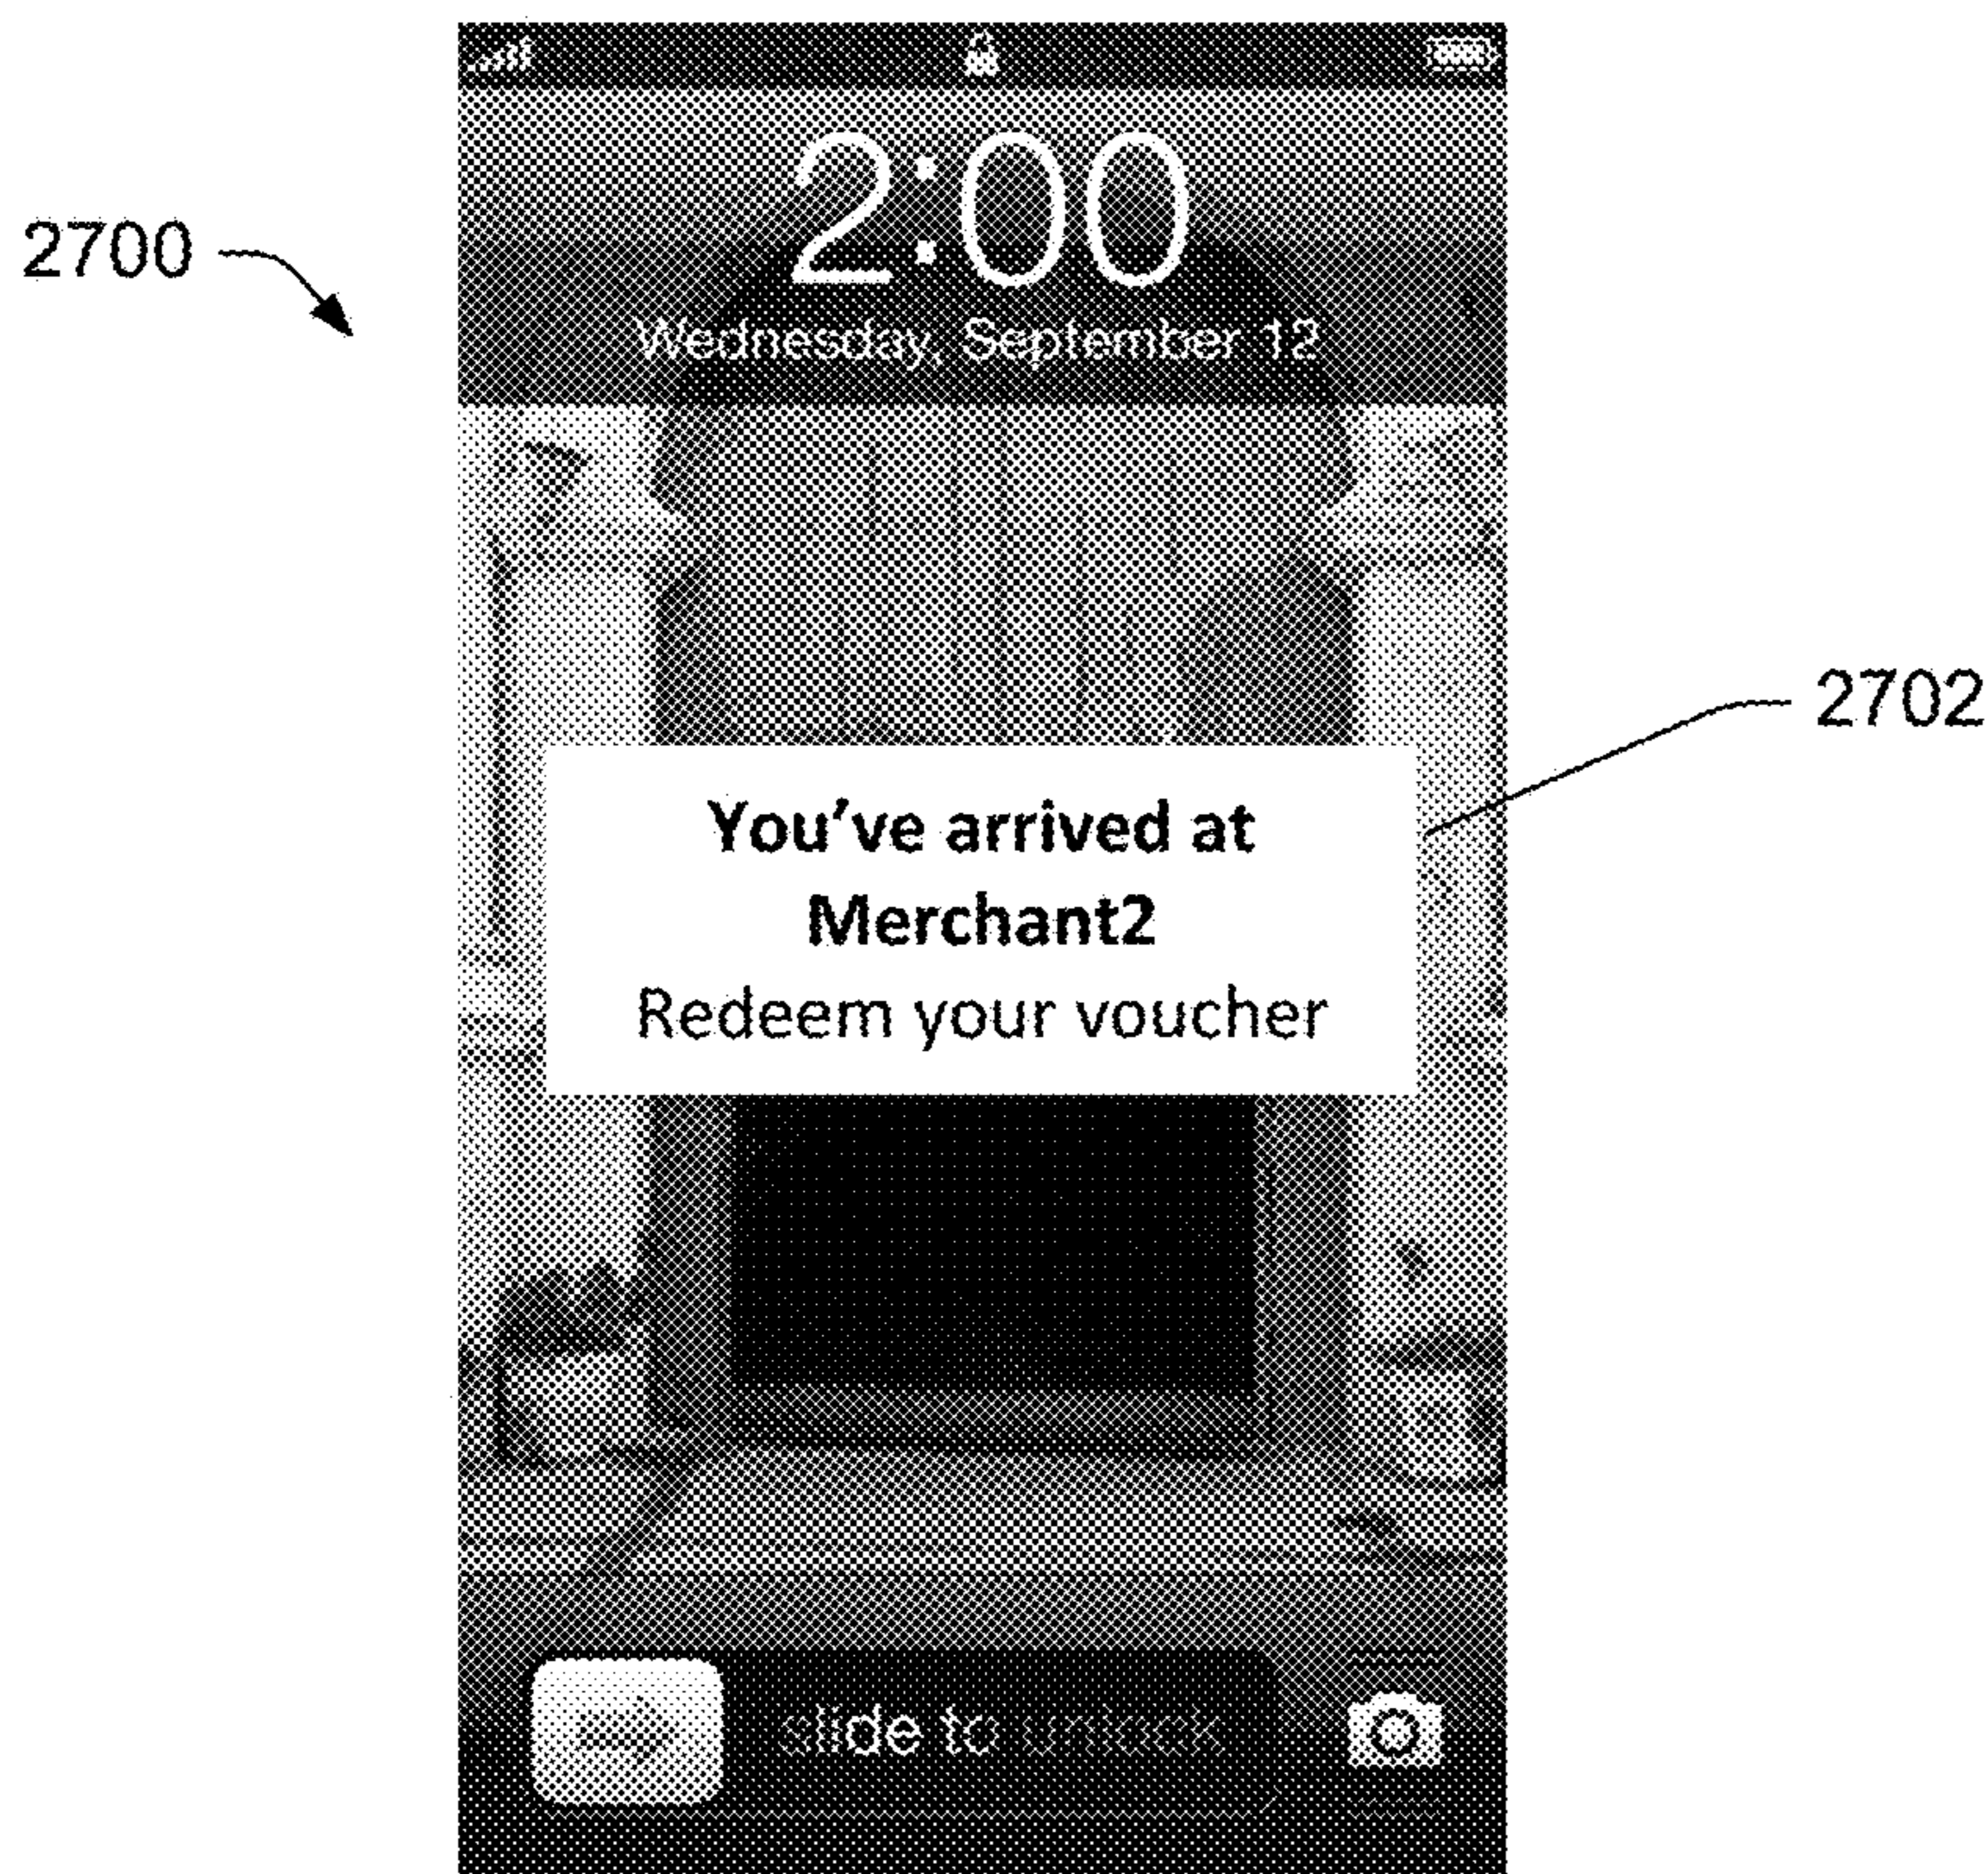 2:00
2700
Wednesday, September 12
2702
You've arrived at
Merchant2
Redeem your voucher
slide to unlock